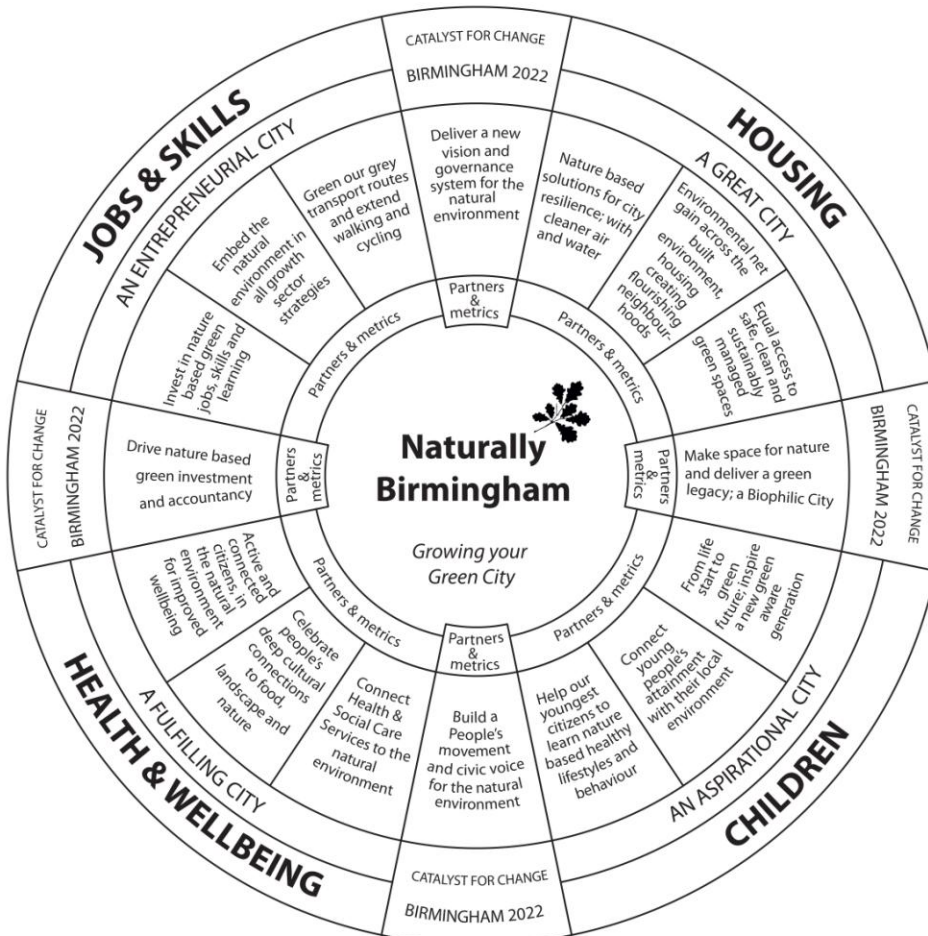 CATALYST FOR CHANGE
BIRMINGHAM 2022
Deliver a new
vision and
governance
system for the
natural
environment
Partners
&
metrics
HOUSING
A GREAT CITY
Nature based
solutions for city
resilience; with
cleaner air
and water
Environmental net
gain across the
built
environment,
housing
creating
flourishing
neighbour-
hoods
Equal access to
safe, clean and
sustainably
managed
green spaces
Partners & metrics
CATALYST FOR CHANGE
BIRMINGHAM 2022
Make space for nature
and deliver a green
legacy; a Biophilic City
Partners
&
metrics
CHILDREN
AN ASPIRATIONAL CITY
From life
start to
green
future; inspire
a new green
aware
generation
Connect
young
people's
attainment
with their local
environment
Help our
youngest
citizens to
learn nature
based healthy
lifestyles and
behaviour
Partners & metrics
CATALYST FOR CHANGE
BIRMINGHAM 2022
Build a
People's
movement
and civic voice
for the natural
environment
Partners
&
metrics
HEALTH & WELLBEING
A FULFILLING CITY
Connect
Health &
Social Care
Services to the
natural
environment
Celebrate
people's
deep cultural
connections
to food,
landscape and
nature
Active and
connected
citizens, in
the natural
environment
for improved
wellbeing
Partners & metrics
CATALYST FOR CHANGE
BIRMINGHAM 2022
Drive nature based
green investment
and accountancy
Partners
&
metrics
JOBS & SKILLS
AN ENTREPRENEURIAL CITY
Invest in nature
based green
jobs, skills and
learning
Embed the
natural
environment in
all growth
sector
strategies
Green our grey
transport routes
and extend
walking and
cycling
Partners & metrics
Naturally
Birmingham
Growing your
Green City